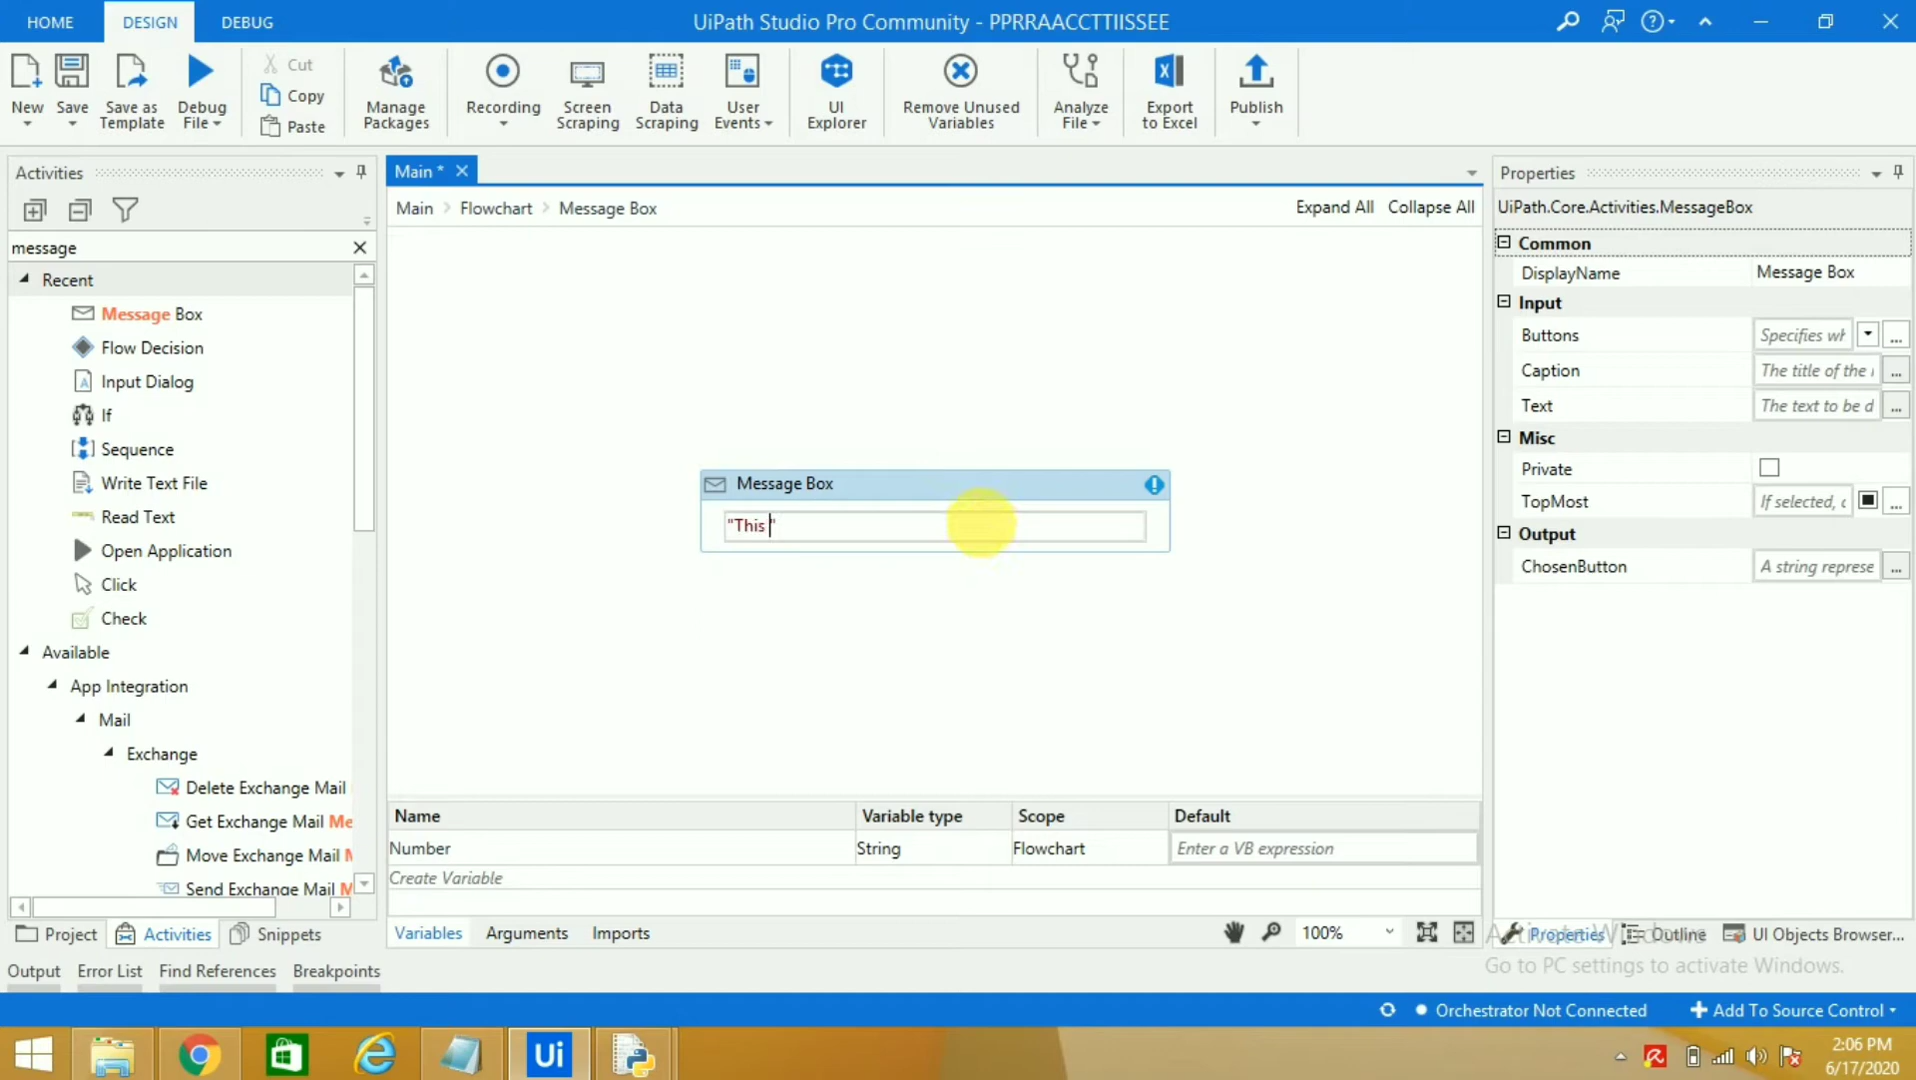 HOME DESIGN DEBUG UiPath Studio Pro Community - PPRRAACCTTIISSEE
New Save Save as Template Debug File Cut Copy Paste Manage Packages Recording Screen Scraping Data Scraping User Events UI Explorer Remove Unused Variables Analyze File Export to Excel Publish
Activities
message
Recent
Message Box
Flow Decision
Input Dialog
If
Sequence
Write Text File
Read Text
Open Application
Click
Check
Available
App Integration
Mail
Exchange
Delete Exchange Mail
Get Exchange Mail Me
Move Exchange Mail
Send Exchange Mail
Project Activities Snippets
Main *
Main Flowchart Message Box Expand All Collapse All
Message Box
"This "
Name Variable type Scope Default
Number String Flowchart Enter a VB expression
Create Variable
Variables Arguments Imports 100%
Properties
UiPath.Core.Activities.MessageBox
Common
DisplayName Message Box
Input
Buttons Specifies wh ...
Caption The title of the ...
Text The text to be d ...
Misc
Private
TopMost If selected, c ...
Output
ChosenButton A string represe ...
Properties Outline UI Objects Browser...
Activate Windows
Go to PC settings to activate Windows.
Output Error List Find References Breakpoints
Orchestrator Not Connected Add To Source Control
Ui
2:06 PM
6/17/2020